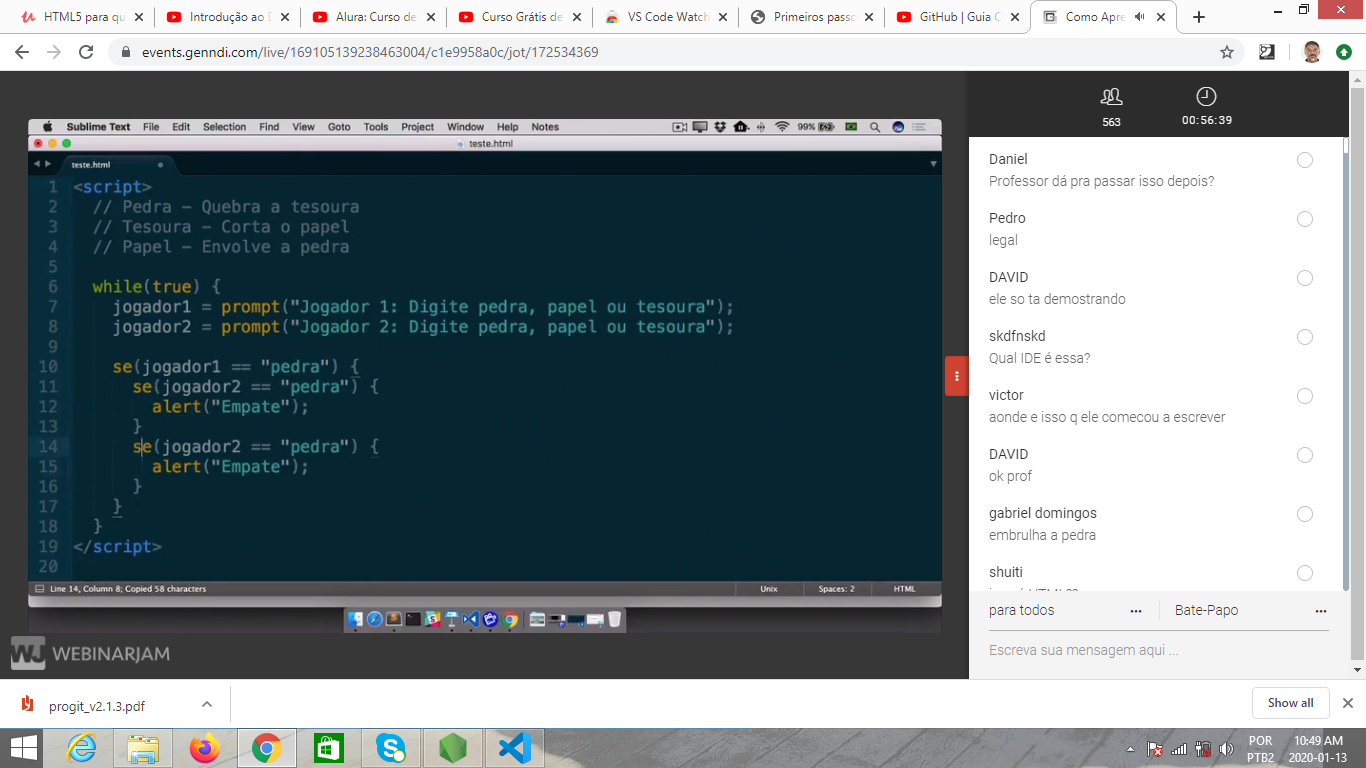 HTML5 para qu
Introdução ao D
Alura: Curso de
Curso Grátis de
VS Code Watch
Primeiros passo
GitHub | Guia C
Como Apre
events.genndi.com/live/169105139238463004/c1e9958a0c/jot/172534369
Sublime Text File Edit Selection Find View Goto Tools Project Window Help Notes 99%
teste.html
teste.html
1 <script>
2 // Pedra – Quebra a tesoura
3 // Tesoura – Corta o papel
4 // Papel – Envolve a pedra
5
6 while(true) {
7 jogador1 = prompt("Jogador 1: Digite pedra, papel ou tesoura");
8 jogador2 = prompt("Jogador 2: Digite pedra, papel ou tesoura");
9
10 se(jogador1 == "pedra") {
11 se(jogador2 == "pedra") {
12 alert("Empate");
13 }
14 se(jogador2 == "pedra") {
15 alert("Empate");
16 }
17 }
18 }
19 </script>
20
Line 14, Column 8; Copied 58 characters Unix Spaces: 2 HTML
WJ WEBINARJAM
563 00:56:39
Daniel
Professor dá pra passar isso depois?
Pedro
legal
DAVID
ele so ta demostrando
skdfnskd
Qual IDE é essa?
victor
aonde e isso q ele comecou a escrever
DAVID
ok prof
gabriel domingos
embrulha a pedra
shuiti
para todos Bate-Papo
Escreva sua mensagem aqui ...
progit_v2.1.3.pdf Show all
POR 10:49 AM
PTB2 2020-01-13